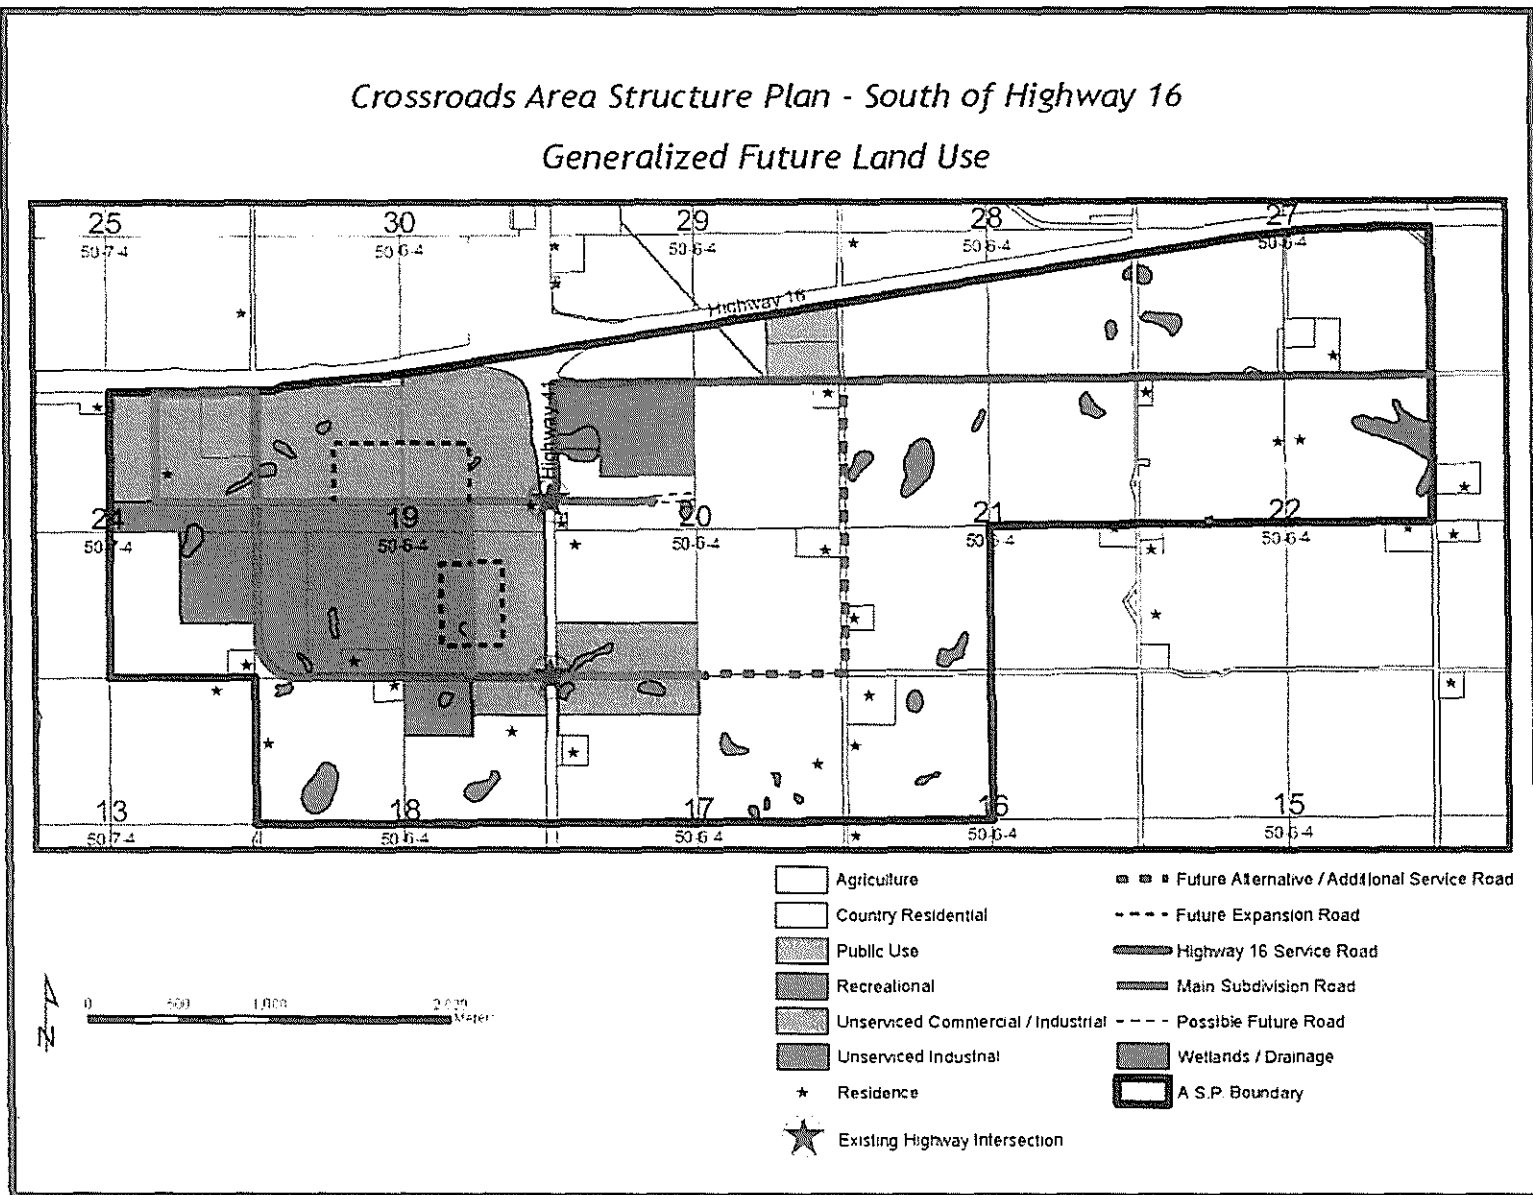 Crossroads Area Structure Plan - South of Highway 16
Generalized Future Land Use
25
30
29
28
27
50-7-4
50-6-4
50-6-4
50-6-4
50-6-4
Highway 16
Highway
24
19
20
21
22
50-7-4
50-6-4
50-6-4
50-6-4
50-6-4
13
18
17
16
15
50-7-4
50-6-4
50-6-4
50-6-4
50-6-4
Agriculture
Country Residential
Public Use
Recreational
Unserviced Commercial / Industrial
Unserviced Industrial
Residence
Existing Highway Intersection
Future Alternative / Additional Service Road
Future Expansion Road
Highway 16 Service Road
Main Subdivision Road
Possible Future Road
Wetlands / Drainage
A.S.P. Boundary
N
0 500 1,000 2,000
Meters